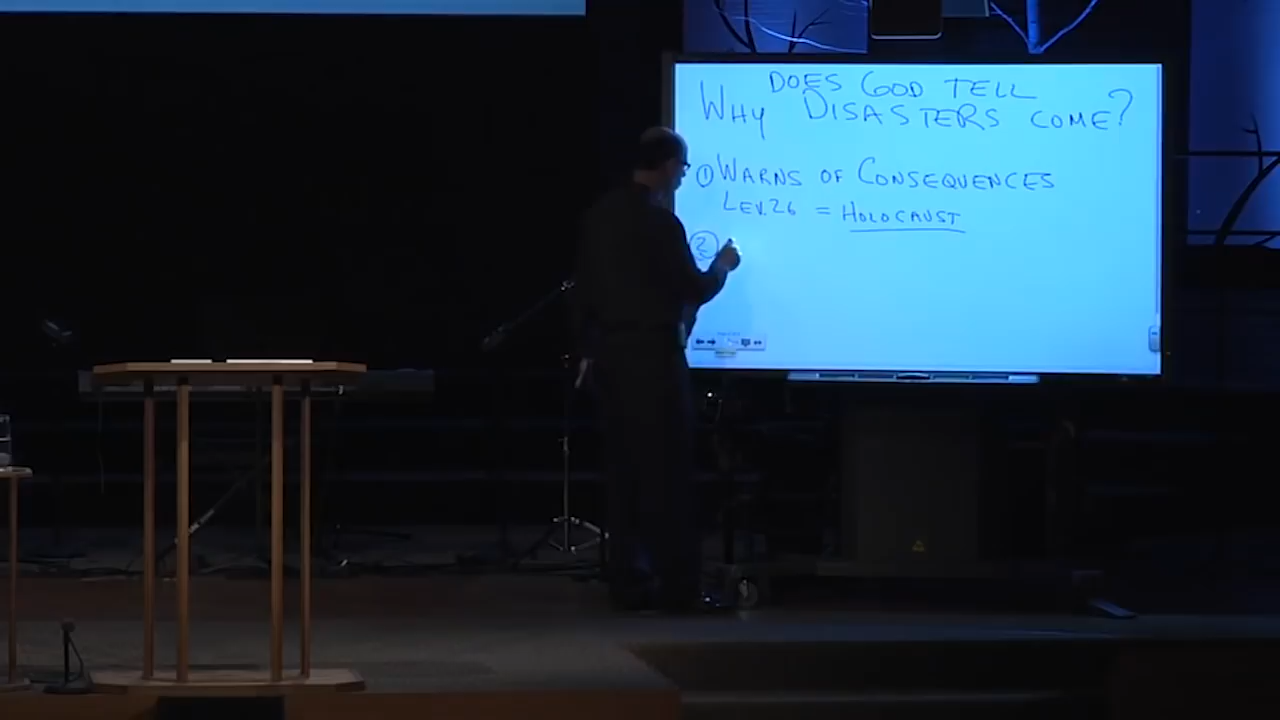 DOES GOD TELL
WHY DISASTERS COME?
① WARNS OF CONSEQUENCES
LEV. 26 = HOLOCAUST
②